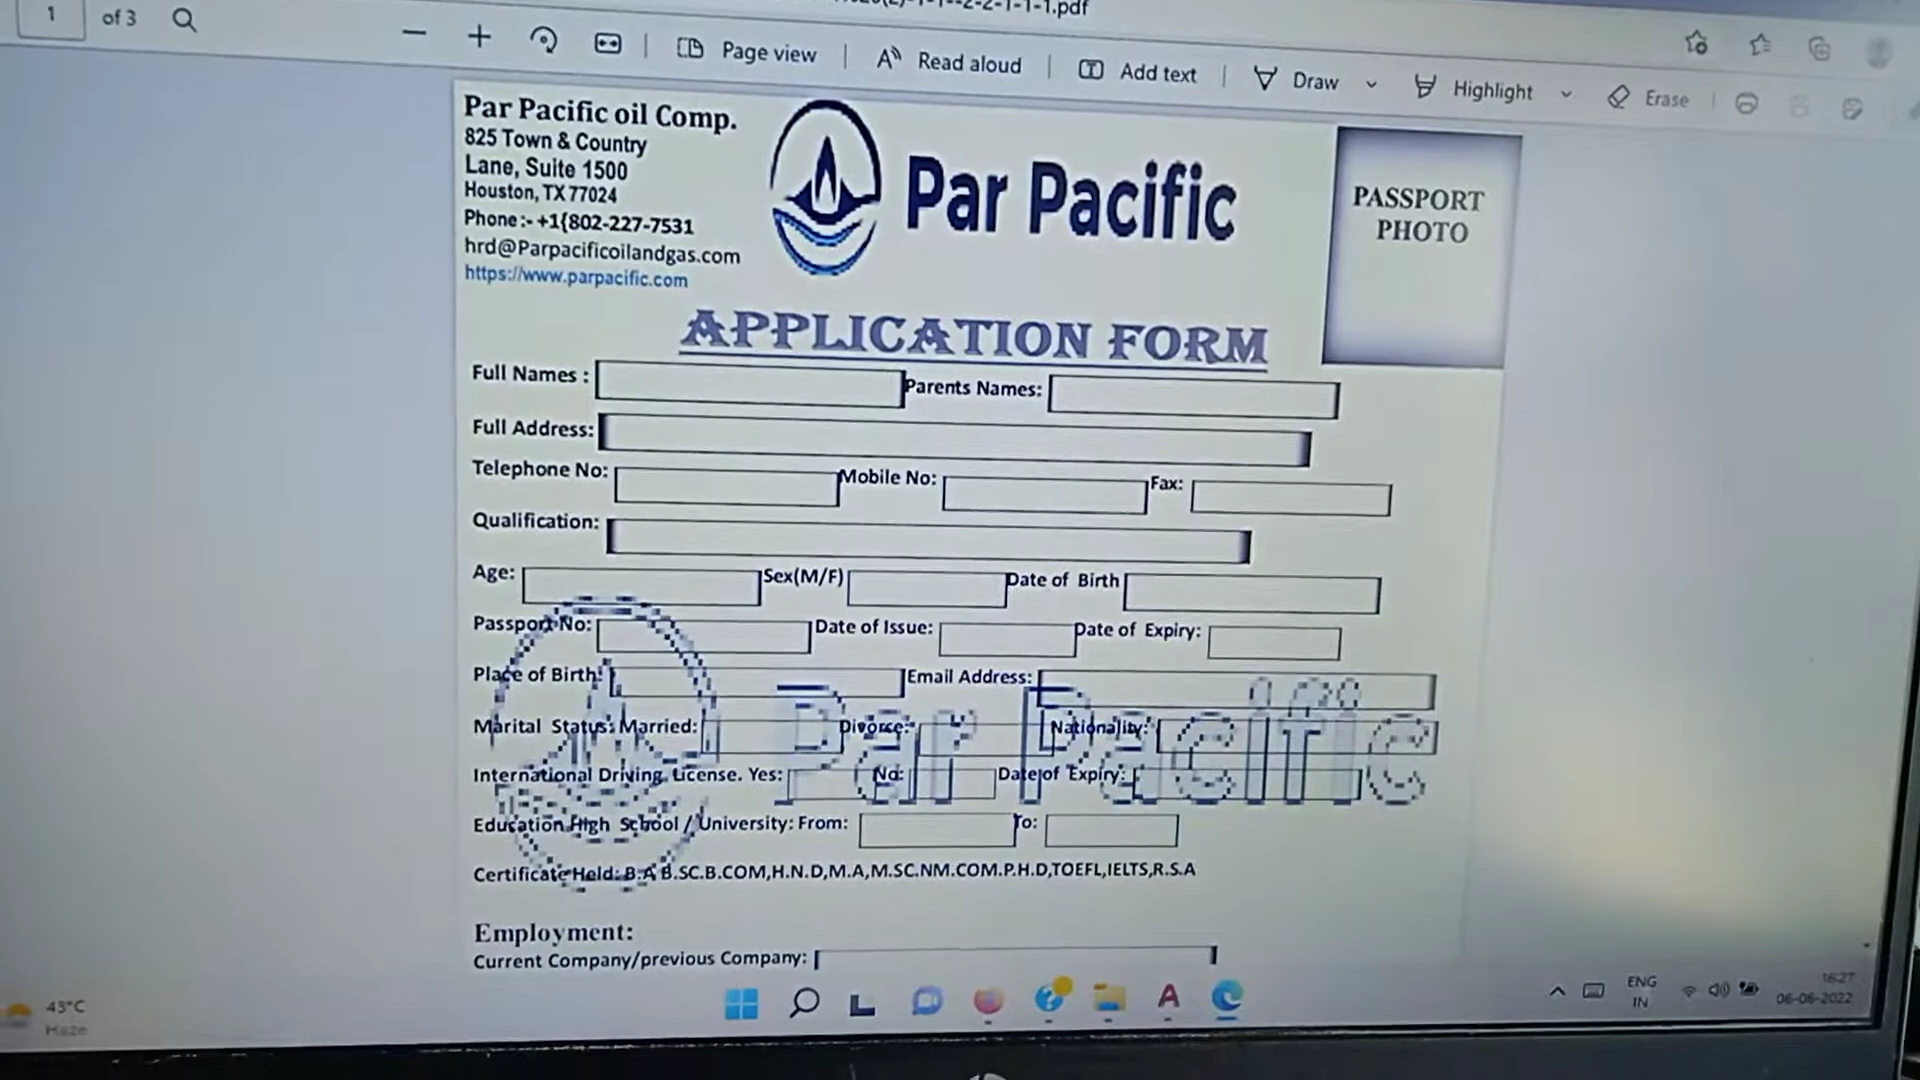 1 of 3
Page view
Read aloud
Add text
Draw
Highlight
Erase
Par Pacific oil Comp.
825 Town & Country
Lane, Suite 1500
Houston, TX 77024
Phone:- +1{802-227-7531
hrd@Parpacificoilandgas.com
https://www.parpacific.com
Par Pacific
PASSPORT
PHOTO
APPLICATION FORM
Full Names : Parents Names:
Full Address:
Telephone No: Mobile No: Fax:
Qualification:
Age: Sex(M/F) Date of Birth
Passport No: Date of Issue: Date of Expiry:
Place of Birth: Email Address:
Marital Status: Married: Divorce: Nationality:
International Driving License. Yes: No: Date of Expiry:
Par Pacific
Education High School / University: From: To:
Certificate Held: B.A B.SC.B.COM,H.N.D,M.A,M.SC.NM.COM.P.H.D,TOEFL,IELTS,R.S.A
Employment:
Current Company/previous Company:
43°C
Haze
ENG
IN
16:27
06-06-2022